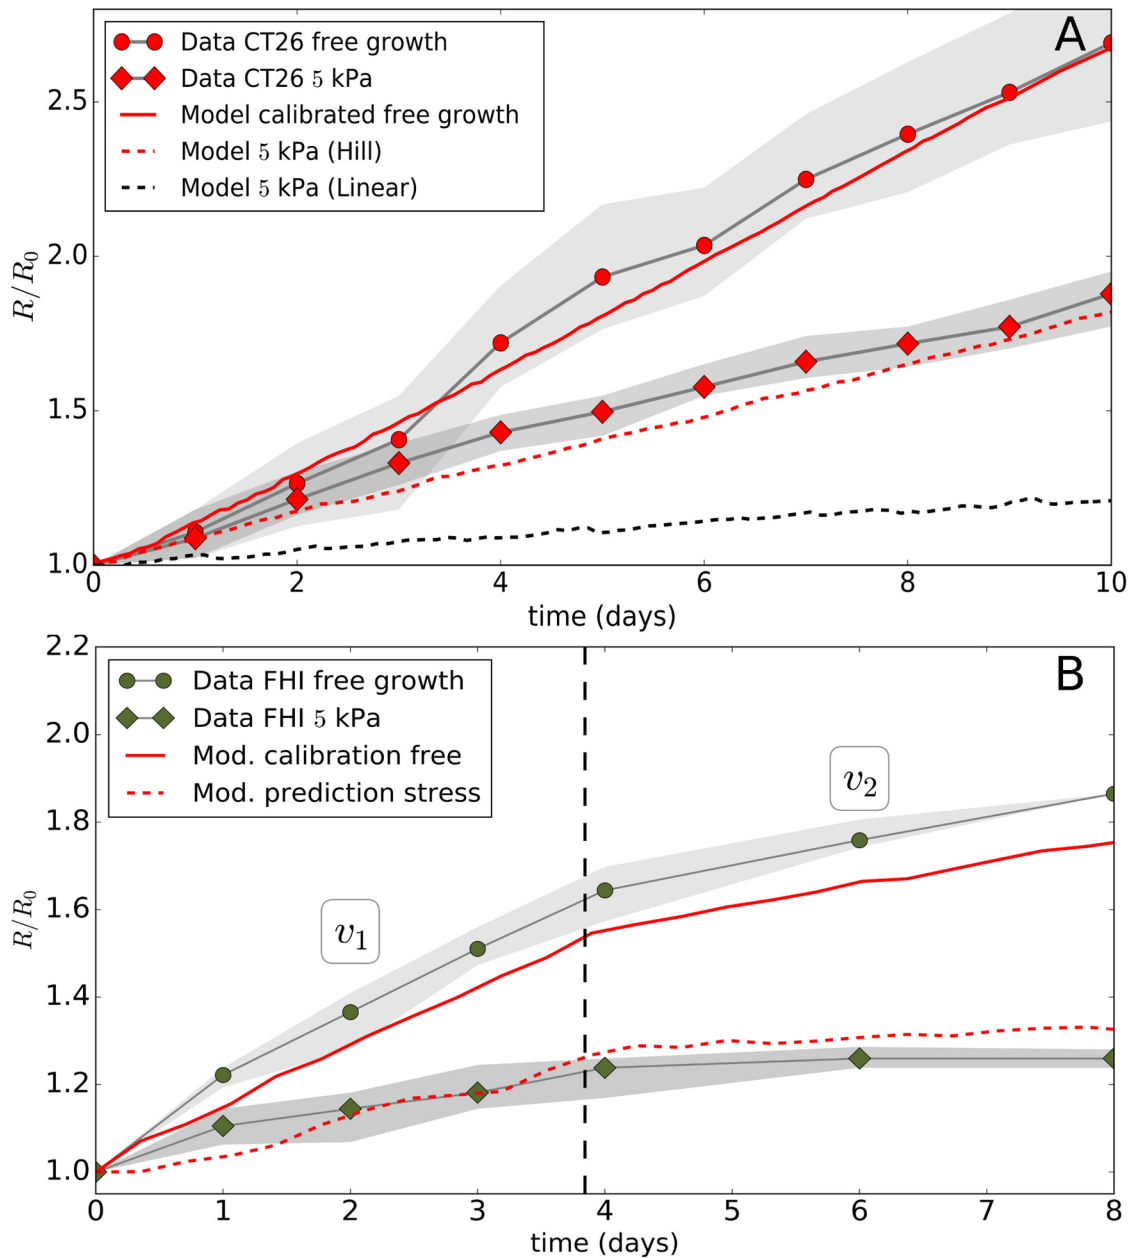 A
Data CT26 free growth
Data CT26 5 kPa
Model calibrated free growth
Model 5 kPa (Hill)
Model 5 kPa (Linear)
2.5
2.0
1.5
1.0
R/R0
0 2 4 6 8 10
time (days)
B
Data FHI free growth
Data FHI 5 kPa
Mod. calibration free
Mod. prediction stress
v1
v2
2.2
2.0
1.8
1.6
1.4
1.2
1.0
R/R0
0 1 2 3 4 5 6 7 8
time (days)